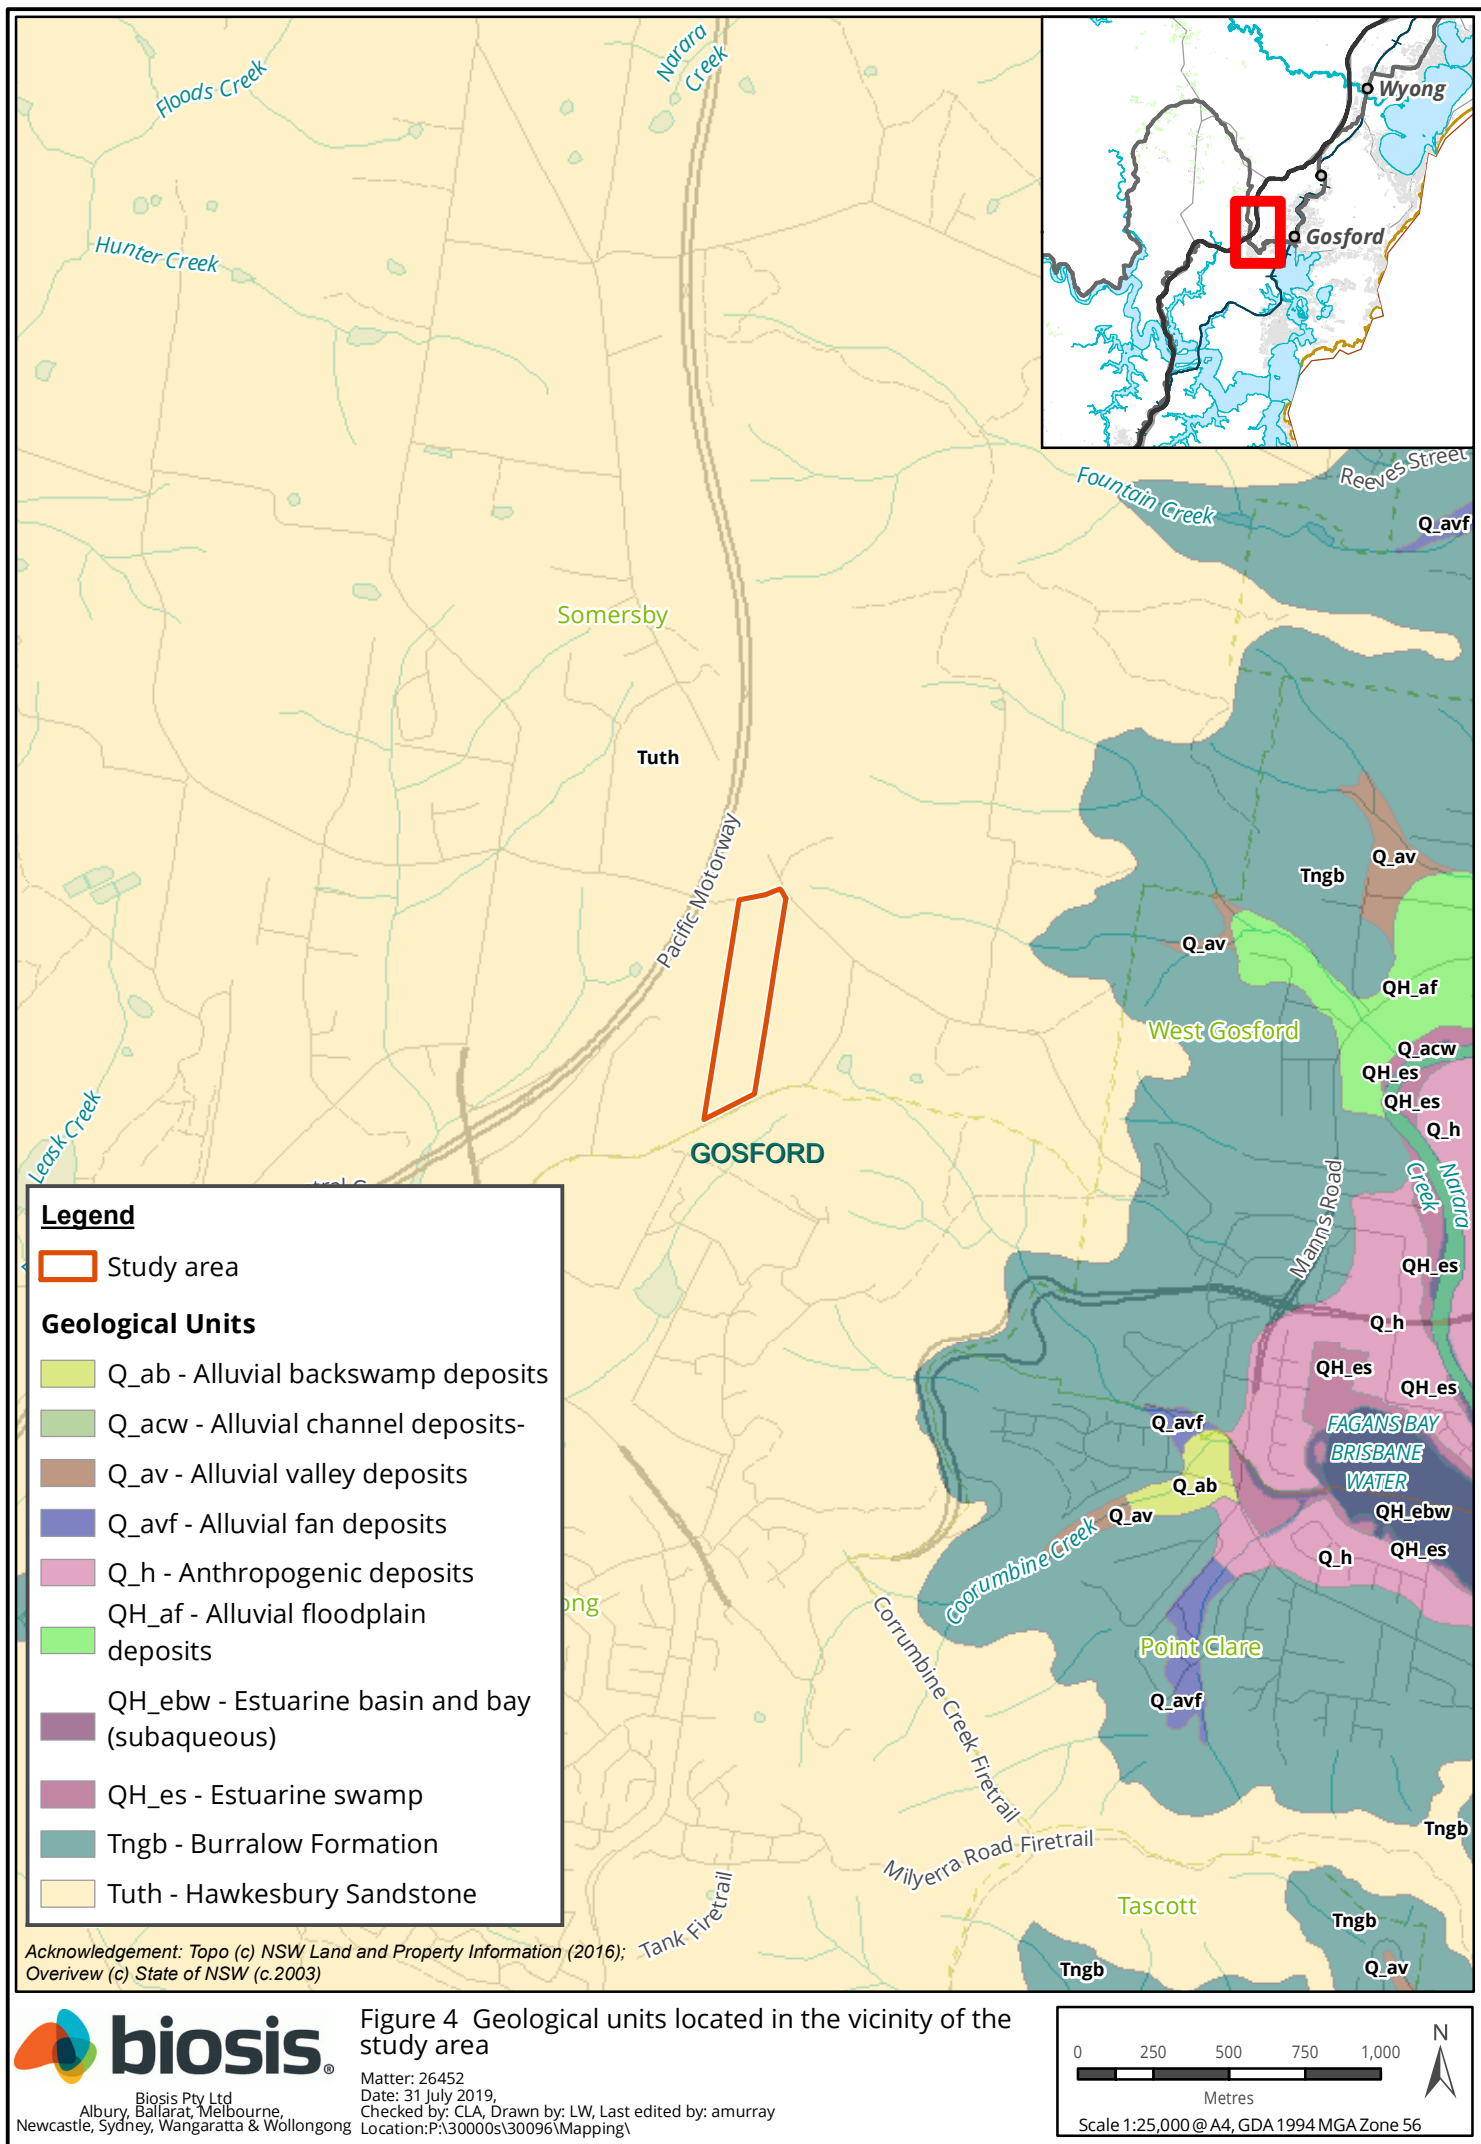 Floods Creek
Narara
Creek
Hunter Creek
Wyong
Gosford
Reeves Street
Fountain Creek
Q_avf
Somersby
Tuth
Pacific Motorway
Q_av
Tngb
Q_av
QH_af
West Gosford
Q_acw
QH_es
QH_es
Q_h
Leask Creek
GOSFORD
Narara
Creek
Manns Road
QH_es
Q_h
QH_es
QH_es
Q_avf
FAGANS BAY
BRISBANE
WATER
Q_ab
QH_ebw
Q_av
QH_es
Q_h
Coorumbine Creek
ong
Corrumbine Creek Firetrail
Point Clare
Q_avf
Tngb
Milyerra Road Firetrail
Tank Firetrail
Tascott
Tngb
Tngb
Q_av
Legend
Study area
Geological Units
Q_ab - Alluvial backswamp deposits
Q_acw - Alluvial channel deposits-
Q_av - Alluvial valley deposits
Q_avf - Alluvial fan deposits
Q_h - Anthropogenic deposits
QH_af - Alluvial floodplain
deposits
QH_ebw - Estuarine basin and bay
(subaqueous)
QH_es - Estuarine swamp
Tngb - Burralow Formation
Tuth - Hawkesbury Sandstone
Acknowledgement: Topo (c) NSW Land and Property Information (2016);
Overivew (c) State of NSW (c.2003)
biosis®
Biosis Pty Ltd
Albury, Ballarat, Melbourne,
Newcastle, Sydney, Wangaratta & Wollongong
Figure 4 Geological units located in the vicinity of the
study area
Matter: 26452
Date: 31 July 2019,
Checked by: CLA, Drawn by: LW, Last edited by: amurray
Location:P:\30000s\30096\Mapping\
0 250 500 750 1,000
Metres
N
Scale 1:25,000 @ A4, GDA 1994 MGA Zone 56